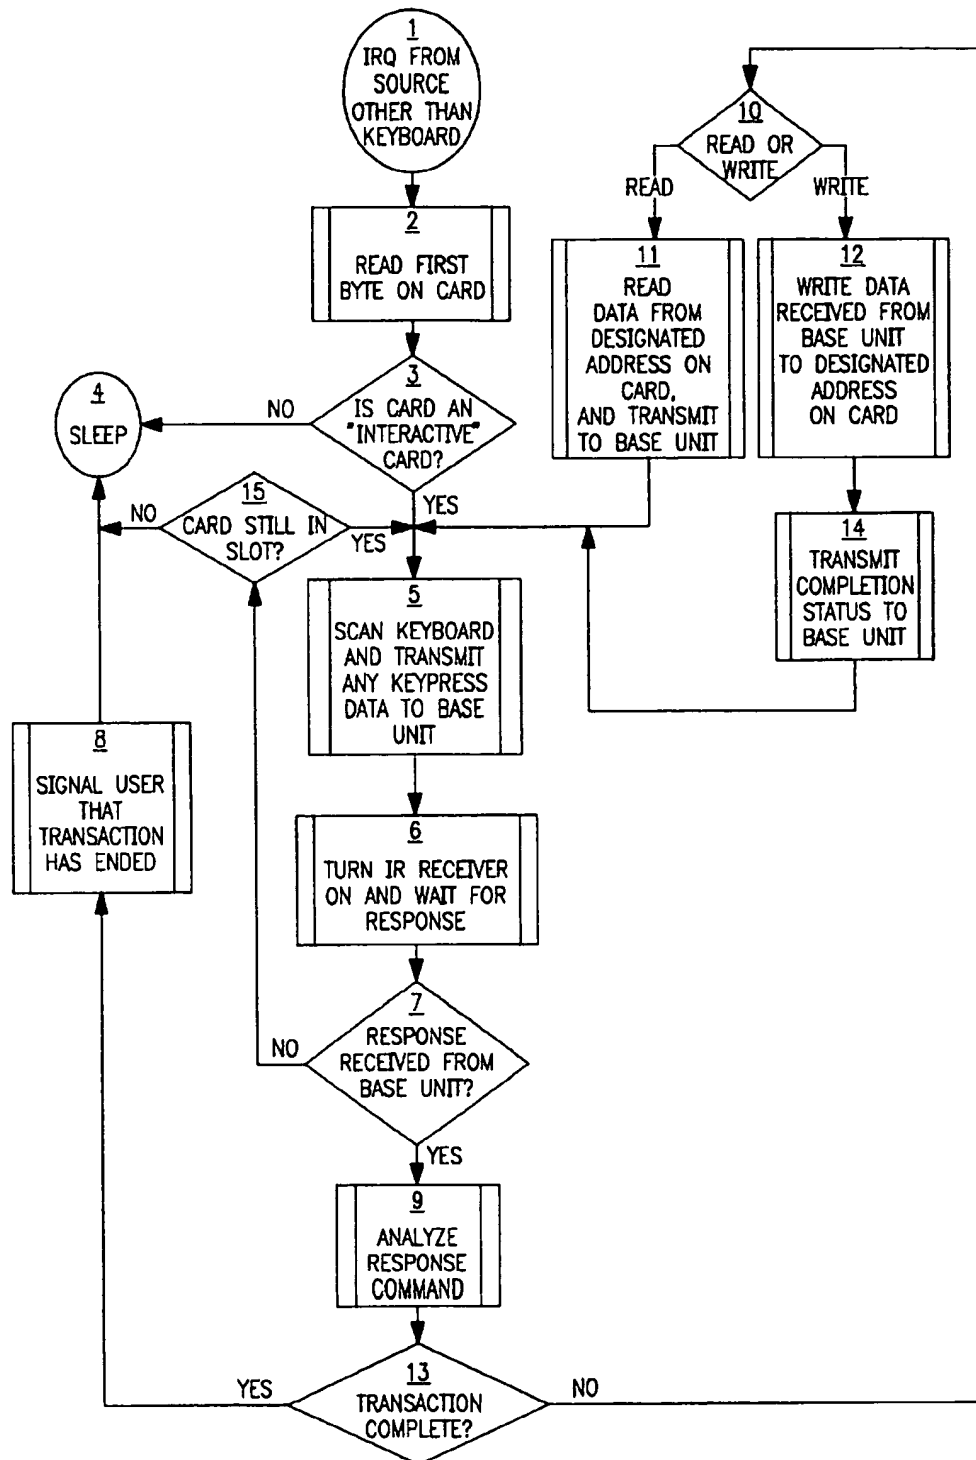 1
IRQ FROM
SOURCE
OTHER THAN
KEYBOARD
2
READ FIRST
BYTE ON CARD
3
IS CARD AN
"INTERACTIVE"
CARD?
NO
YES
4
SLEEP
15
CARD STILL IN
SLOT?
NO
YES
5
SCAN KEYBOARD
AND TRANSMIT
ANY KEYPRESS
DATA TO BASE
UNIT
6
TURN IR RECEIVER
ON AND WAIT FOR
RESPONSE
7
RESPONSE
RECEIVED FROM
BASE UNIT?
NO
YES
8
SIGNAL USER
THAT
TRANSACTION
HAS ENDED
9
ANALYZE
RESPONSE
COMMAND
13
TRANSACTION
COMPLETE?
YES
NO
10
READ OR
WRITE
READ
WRITE
11
READ
DATA FROM
DESIGNATED
ADDRESS ON
CARD,
AND TRANSMIT
TO BASE UNIT
12
WRITE DATA
RECEIVED FROM
BASE UNIT
TO DESIGNATED
ADDRESS
ON CARD
14
TRANSMIT
COMPLETION
STATUS TO
BASE UNIT